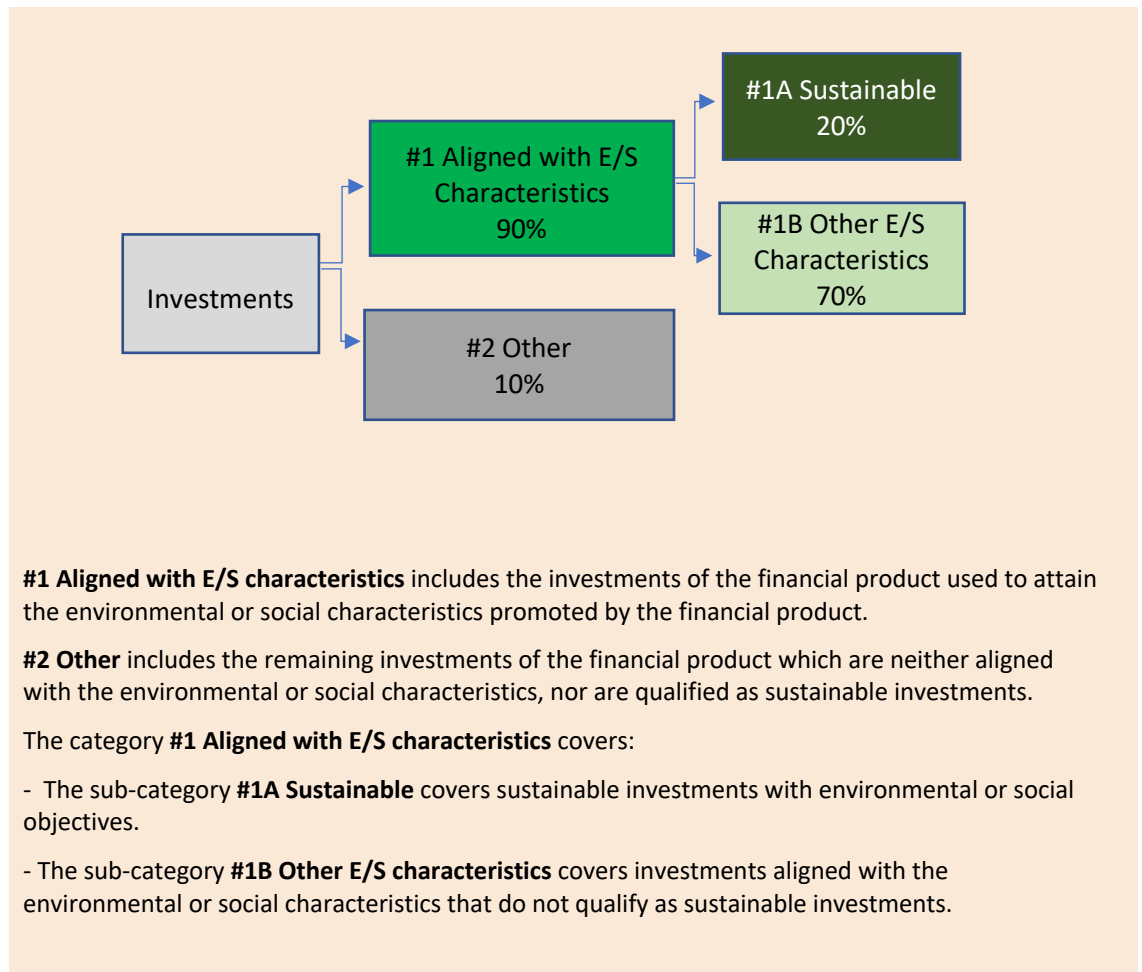 #1A Sustainable
20%
#1 Aligned with E/S
Characteristics
90%
#1B Other E/S
Characteristics
70%
Investments
#2 Other
10%
#1 Aligned with E/S characteristics includes the investments of the financial product used to attain
the environmental or social characteristics promoted by the financial product.
#2 Other includes the remaining investments of the financial product which are neither aligned
with the environmental or social characteristics, nor are qualified as sustainable investments.
The category #1 Aligned with E/S characteristics covers:
- The sub-category #1A Sustainable covers sustainable investments with environmental or social
objectives.
- The sub-category #1B Other E/S characteristics covers investments aligned with the
environmental or social characteristics that do not qualify as sustainable investments.